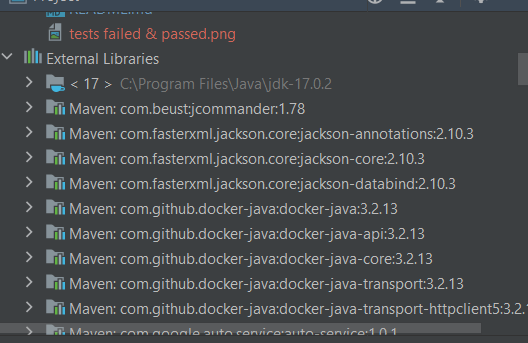 Project
README.md
tests failed & passed.png
External Libraries
< 17 > C:\Program Files\Java\jdk-17.0.2
Maven: com.beust:jcommander:1.78
Maven: com.fasterxml.jackson.core:jackson-annotations:2.10.3
Maven: com.fasterxml.jackson.core:jackson-core:2.10.3
Maven: com.fasterxml.jackson.core:jackson-databind:2.10.3
Maven: com.github.docker-java:docker-java:3.2.13
Maven: com.github.docker-java:docker-java-api:3.2.13
Maven: com.github.docker-java:docker-java-core:3.2.13
Maven: com.github.docker-java:docker-java-transport:3.2.13
Maven: com.github.docker-java:docker-java-transport-httpclient5:3.2.1
Maven: com.google.auto.service:auto-service:1.0.1